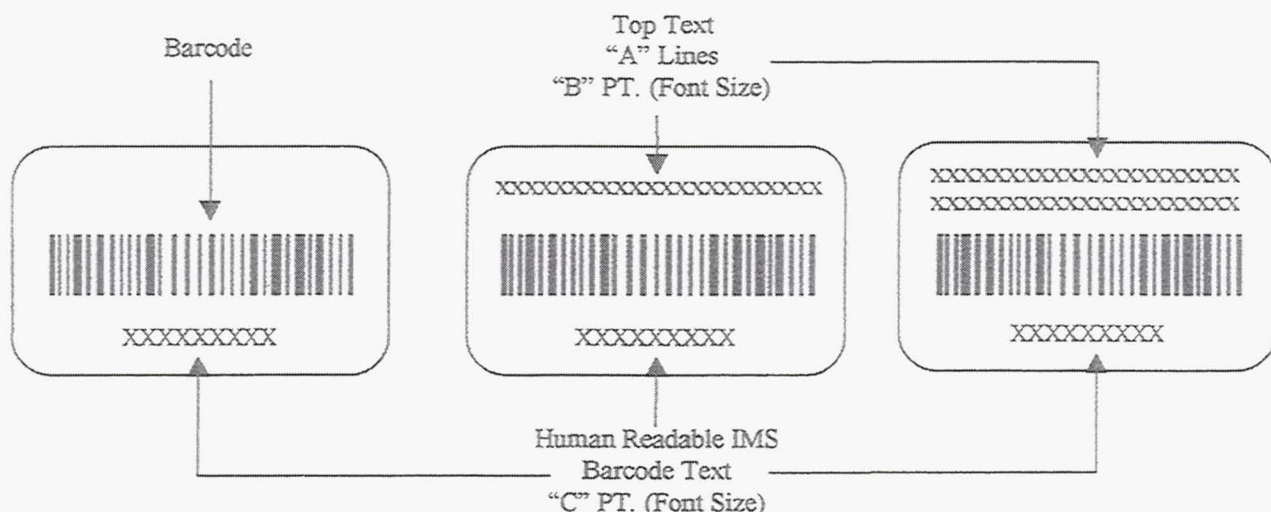 Top Text
Barcode
“A” Lines
“B” PT. (Font Size)
XXXXXXXXXXXXXXXXXXXXXX
XXXXXXXXXXXXXXXXXXXXXX
XXXXXXXXXXXXXXXXXXXXXX
XXXXXXXXX
XXXXXXXXX
XXXXXXXXX
Human Readable IMS
Barcode Text
“C” PT. (Font Size)